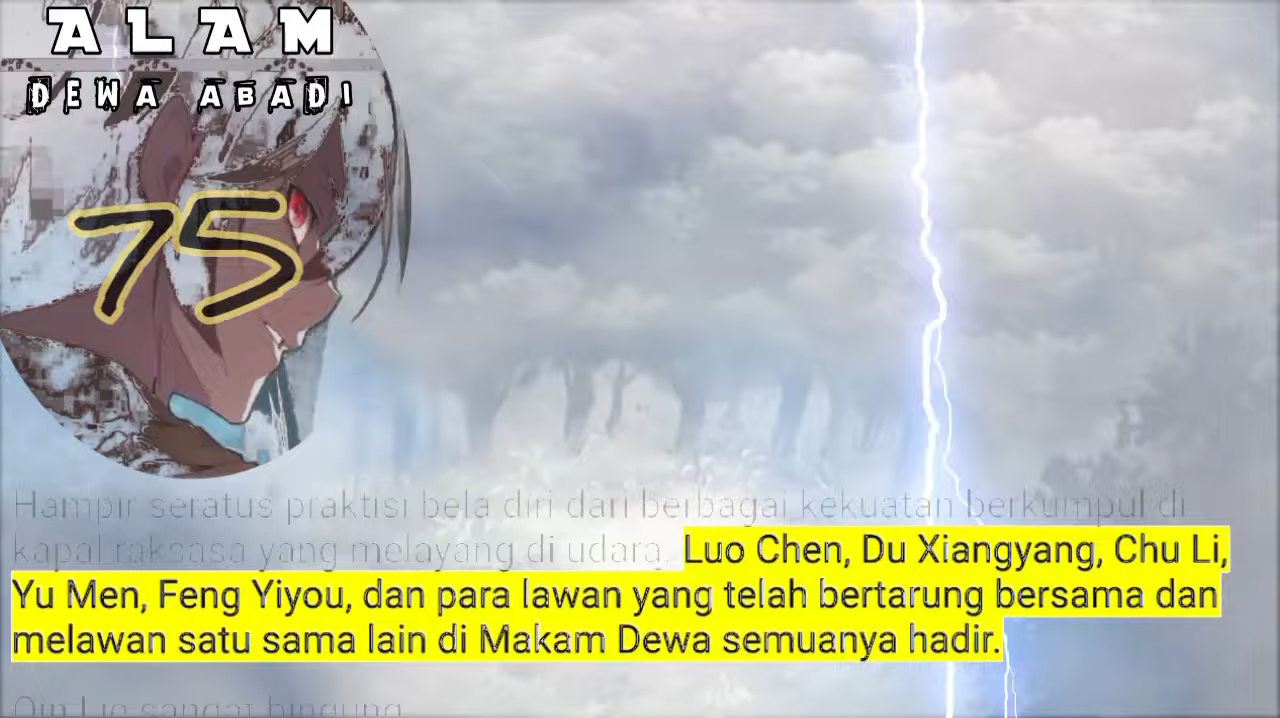 ALAM
DEWA ABADI
75
Hampir seratus praktisi bela diri dari berbagai kekuatan berkumpul di
kapal raksasa yang melayang di udara. Luo Chen, Du Xiangyang, Chu Li,
Yu Men, Feng Yiyou, dan para lawan yang telah bertarung bersama dan
melawan satu sama lain di Makam Dewa semuanya hadir.
sangat bingung